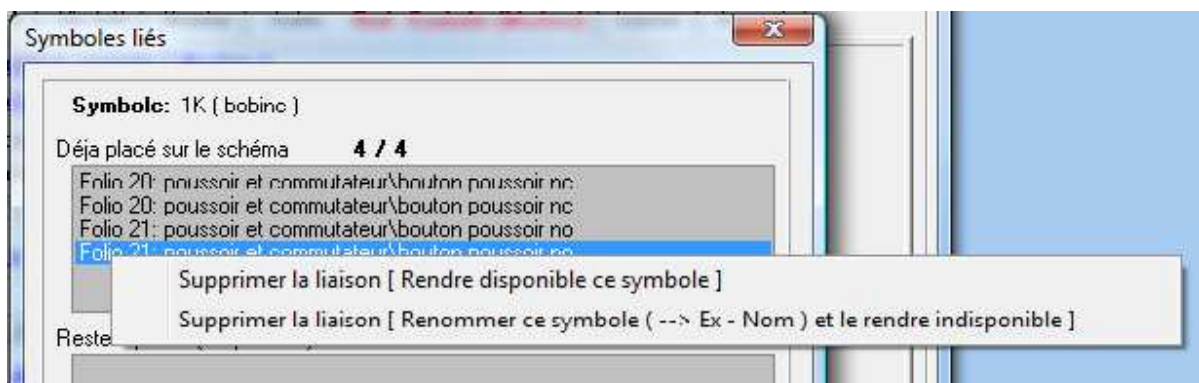 Symboles liés
Symbole: 1K ( bobine )
Déja placé sur le schéma 4 / 4
Folio 20: poussoir et commutateur\bouton poussoir nc
Folio 20: poussoir et commutateur\bouton poussoir nc
Folio 21: poussoir et commutateur\bouton poussoir no
Folio 21: poussoir et commutateur\bouton poussoir no
Supprimer la liaison [ Rendre disponible ce symbole ]
Supprimer la liaison [ Renommer ce symbole ( --> Ex - Nom ) et le rendre indisponible ]
Reste